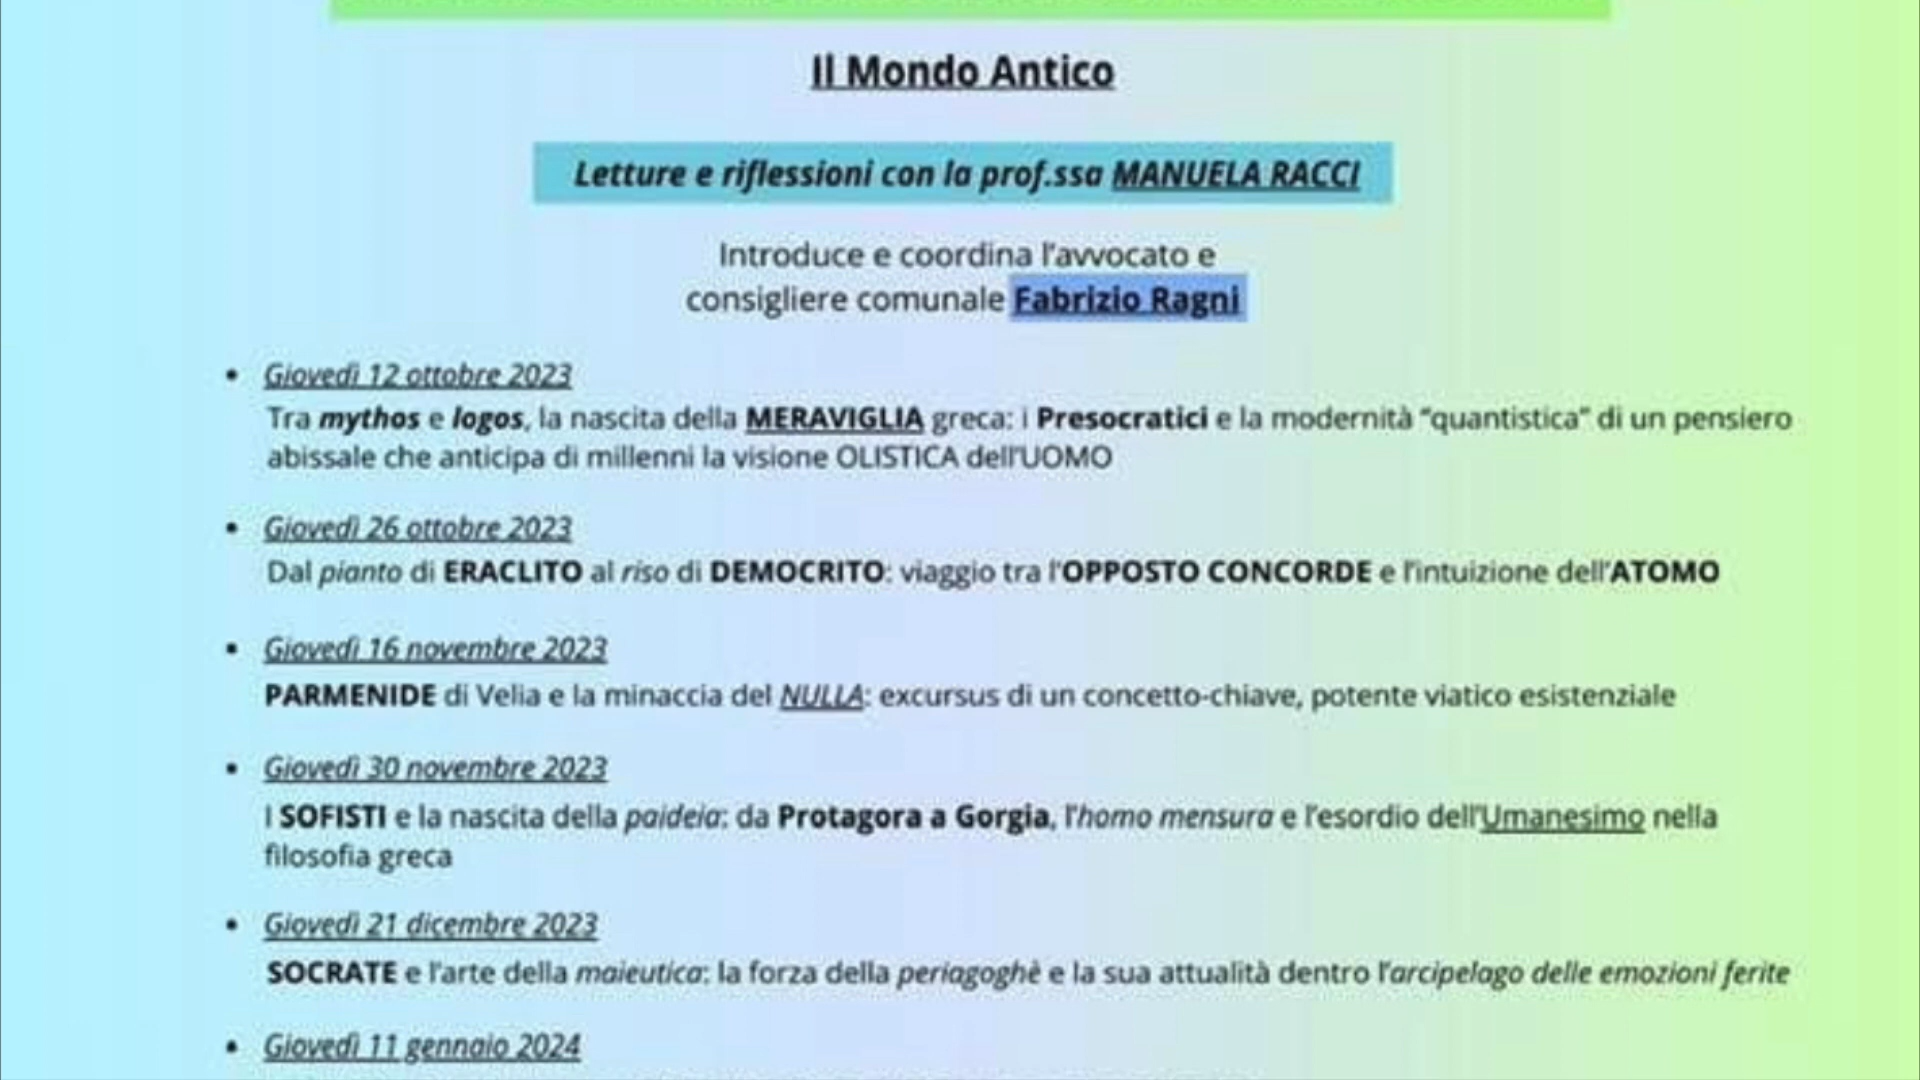 Il Mondo Antico
Letture e riflessioni con la prof.ssa MANUELA RACCI
Introduce e coordina l'avvocato e
consigliere comunale Fabrizio Ragni
• Giovedì 12 ottobre 2023
Tra mythos e logos, la nascita della MERAVIGLIA greca: i Presocratici e la modernità "quantistica" di un pensiero
abissale che anticipa di millenni la visione OLISTICA dell'UOMO
• Giovedì 26 ottobre 2023
Dal pianto di ERACLITO al riso di DEMOCRITO: viaggio tra l'OPPOSTO CONCORDE e l'intuizione dell'ATOMO
• Giovedì 16 novembre 2023
PARMENIDE di Velia e la minaccia del NULLA: excursus di un concetto-chiave, potente viatico esistenziale
• Giovedì 30 novembre 2023
I SOFISTI e la nascita della paideia: da Protagora a Gorgia, l'homo mensura e l'esordio dell'Umanesimo nella
filosofia greca
• Giovedì 21 dicembre 2023
SOCRATE e l'arte della maieutica: la forza della periagoghè e la sua attualità dentro l'arcipelago delle emozioni ferite
• Giovedì 11 gennaio 2024